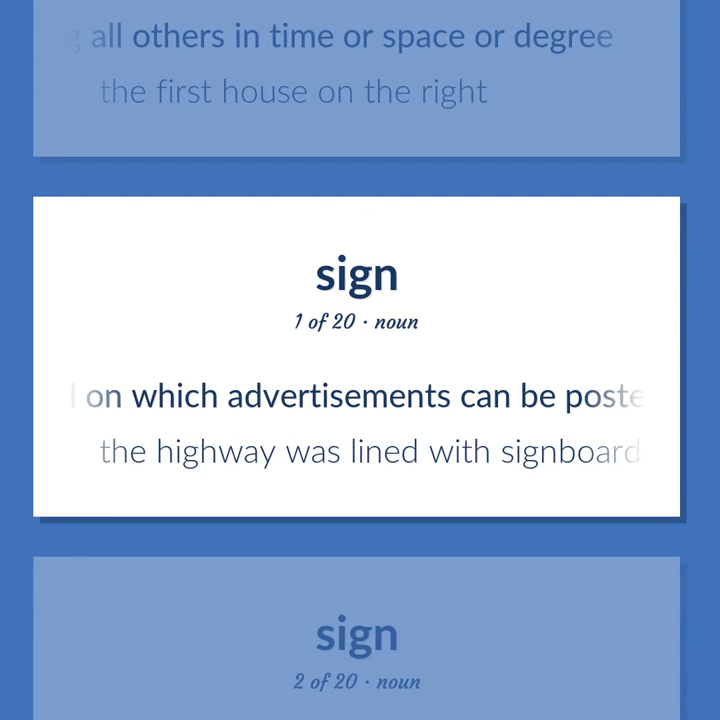 all others in time or space or degree
the first house on the right
sign
1 of 20 · noun
on which advertisements can be poste
the highway was lined with signboard
sign
2 of 20 · noun